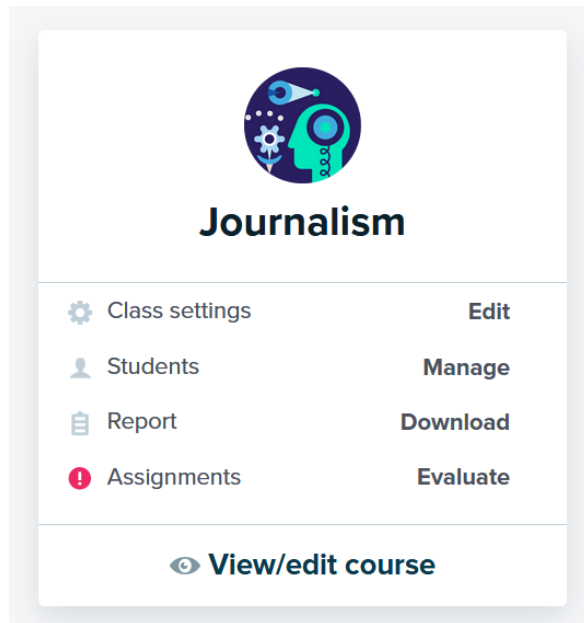 Journalism
Class settings Edit
Students Manage
Report Download
Assignments Evaluate
View/edit course